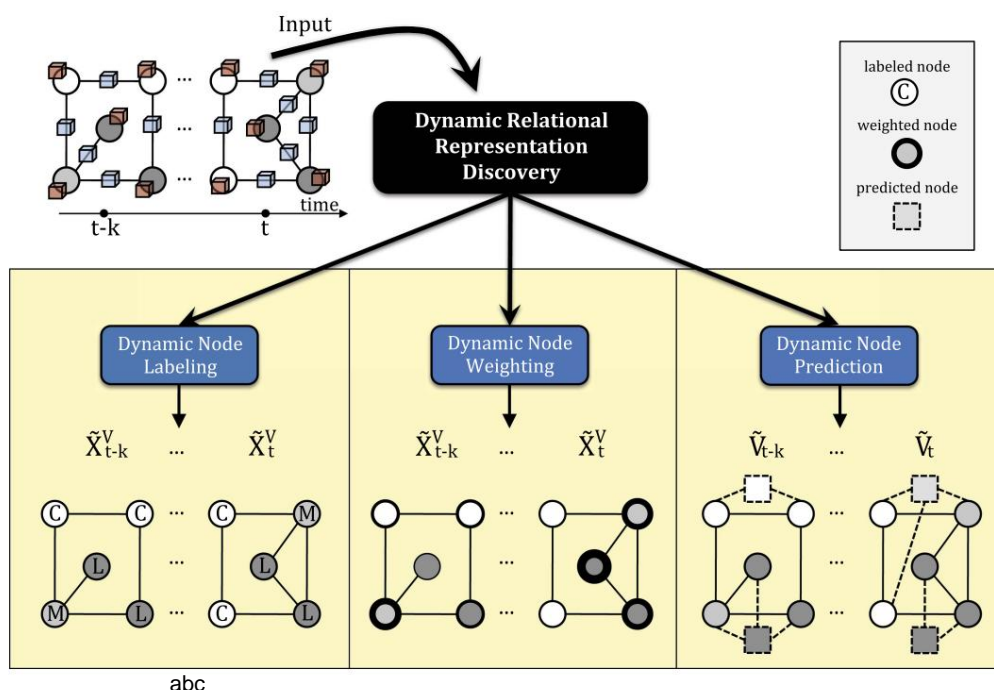 Input
labeled node
C
weighted node
predicted node
Dynamic Relational
Representation
Discovery
time
t-k
t
...
...
...
Dynamic Node
Labeling
Dynamic Node
Weighting
Dynamic Node
Prediction
X̃ᵛₜ₋ₖ ... X̃ᵛₜ
X̃ᵛₜ₋ₖ ... X̃ᵛₜ
Ṽₜ₋ₖ ... Ṽₜ
C C ... C M
L ... L
M L ... C L
...
...
...
...
...
...
abc